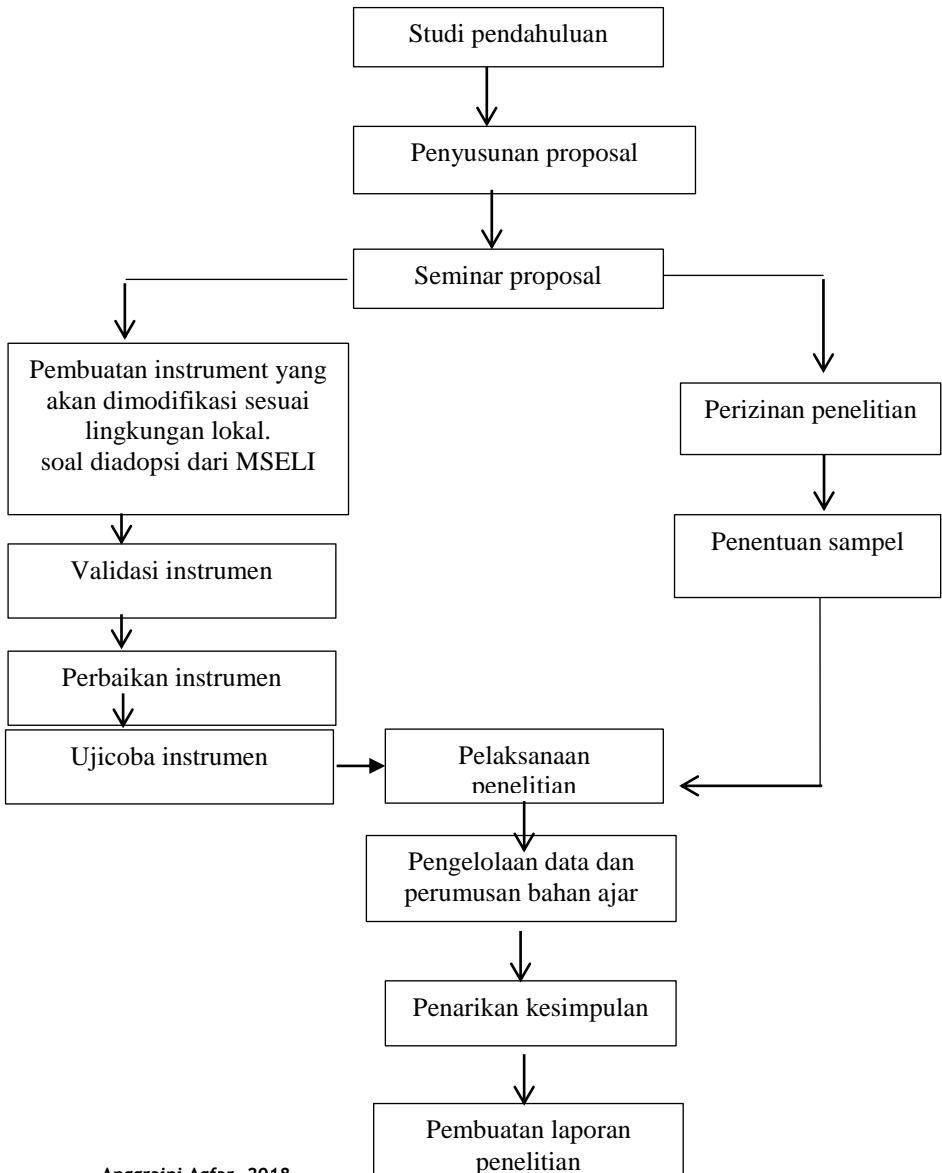 Studi pendahuluan
Penyusunan proposal
Seminar proposal
Pembuatan instrument yang
akan dimodifikasi sesuai
lingkungan lokal.
soal diadopsi dari MSELI
Perizinan penelitian
Validasi instrumen
Penentuan sampel
Perbaikan instrumen
Ujicoba instrumen
Pelaksanaan
penelitian
Pengelolaan data dan
perumusan bahan ajar
Penarikan kesimpulan
Pembuatan laporan
penelitian
Anggraini Agfar, 2018